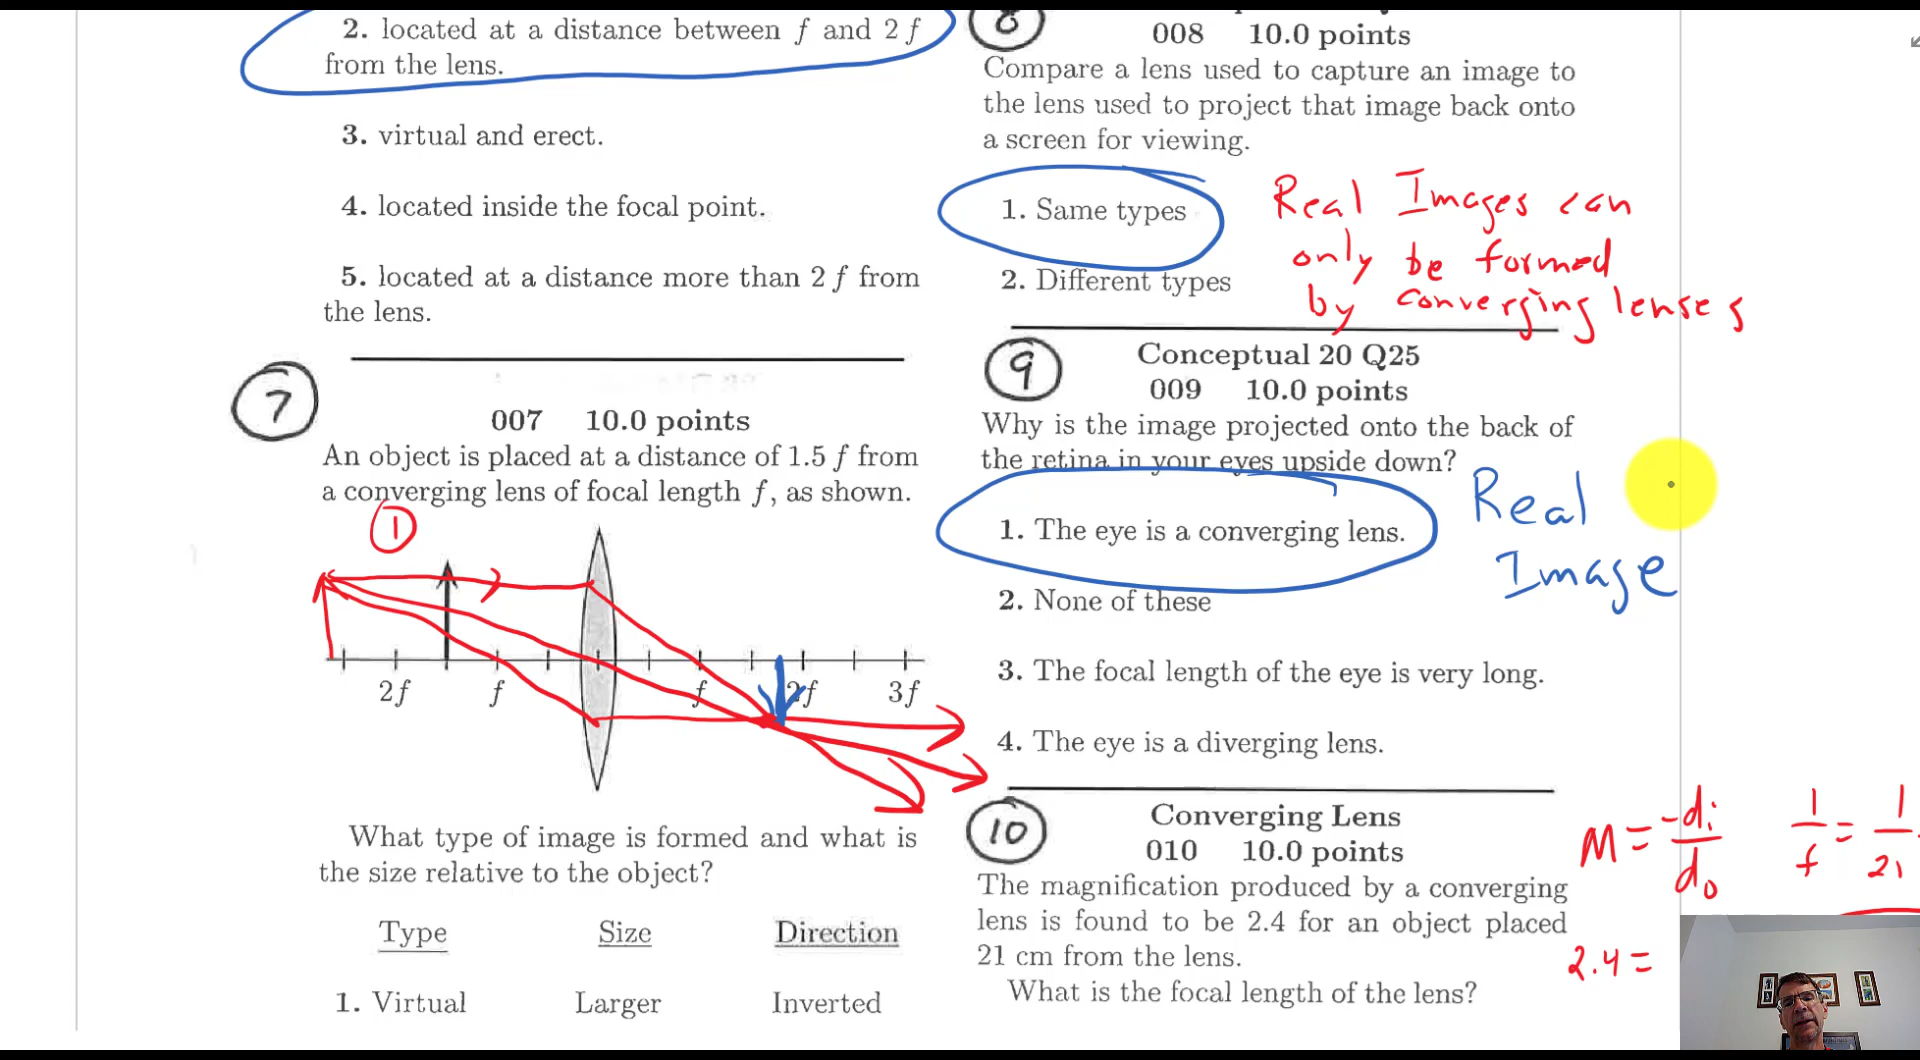 2. located at a distance between f and 2 f
from the lens.
3. virtual and erect.
4. located inside the focal point.
5. located at a distance more than 2 f from
the lens.
7
007 10.0 points
An object is placed at a distance of 1.5 f from
a converging lens of focal length f, as shown.
1
2f f f 2f 3f
What type of image is formed and what is
the size relative to the object?
Type Size Direction
1. Virtual Larger Inverted
8
008 10.0 points
Compare a lens used to capture an image to
the lens used to project that image back onto
a screen for viewing.
1. Same types
2. Different types
Real Images can
only be formed
by converging lenses
9
Conceptual 20 Q25
009 10.0 points
Why is the image projected onto the back of
the retina in your eyes upside down?
1. The eye is a converging lens.
2. None of these
3. The focal length of the eye is very long.
4. The eye is a diverging lens.
Real
Image
10
Converging Lens
010 10.0 points
The magnification produced by a converging
lens is found to be 2.4 for an object placed
21 cm from the lens.
What is the focal length of the lens?
M = -di/do 1/f = 1/21
2.4 =